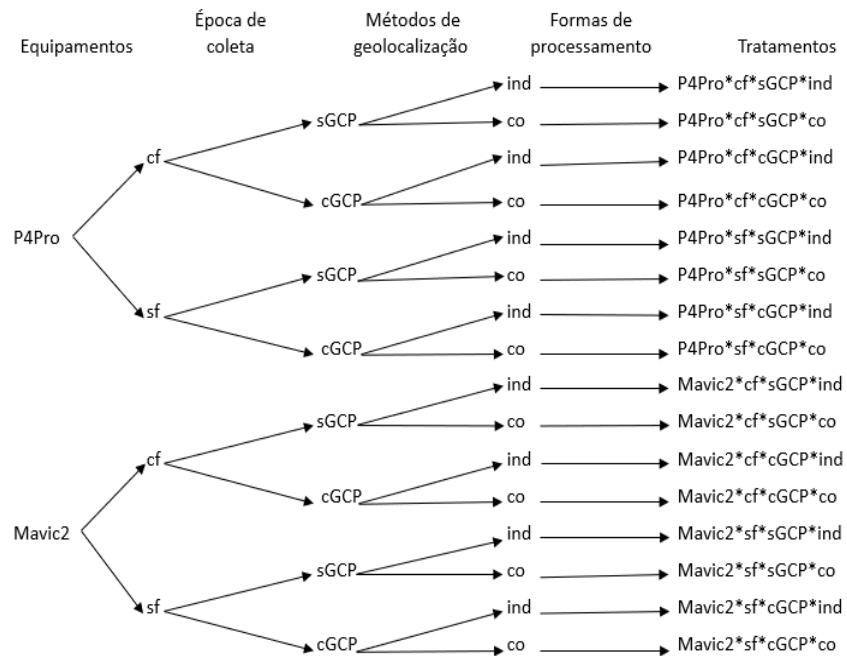 Equipamentos
Época de
coleta
Métodos de
geolocalização
Formas de
processamento
Tratamentos
ind
P4Pro*cf*sGCP*ind
sGCP
co
P4Pro*cf*sGCP*co
cf
ind
P4Pro*cf*cGCP*ind
cGCP
co
P4Pro*cf*cGCP*co
P4Pro
ind
P4Pro*sf*sGCP*ind
sGCP
co
P4Pro*sf*sGCP*co
sf
ind
P4Pro*sf*cGCP*ind
cGCP
co
P4Pro*sf*cGCP*co
ind
Mavic2*cf*sGCP*ind
sGCP
co
Mavic2*cf*sGCP*co
cf
ind
Mavic2*cf*cGCP*ind
cGCP
co
Mavic2*cf*cGCP*co
Mavic2
ind
Mavic2*sf*sGCP*ind
sGCP
co
Mavic2*sf*sGCP*co
sf
ind
Mavic2*sf*cGCP*ind
cGCP
co
Mavic2*sf*cGCP*co